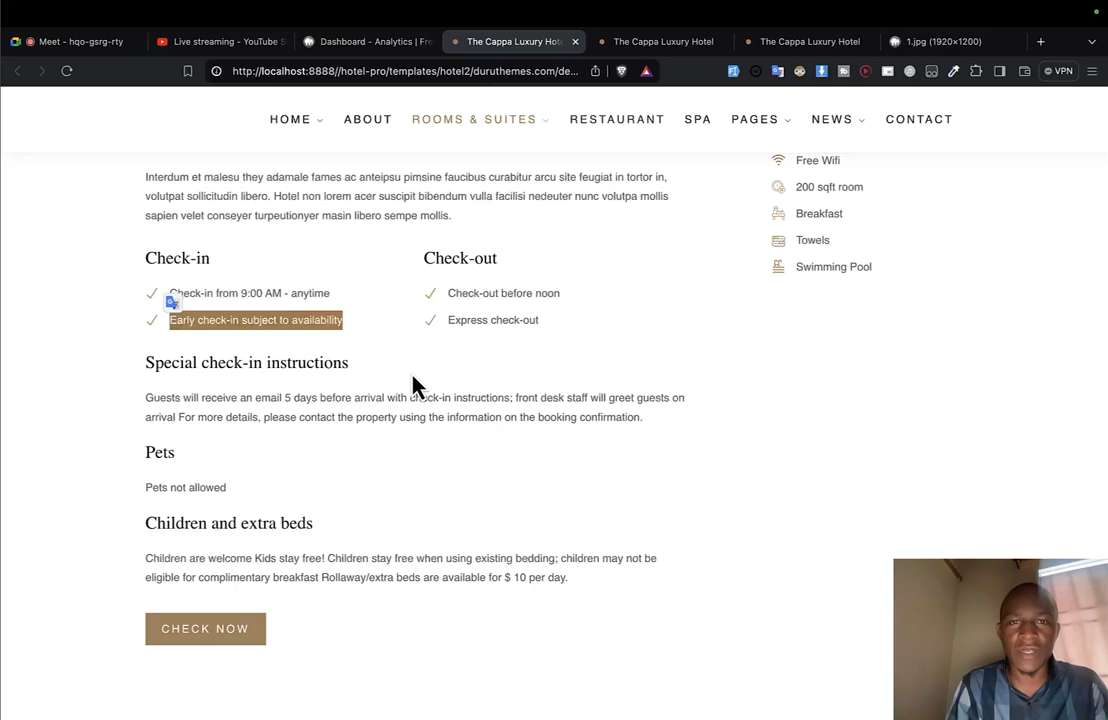 Meet - hqo-gsrg-rty
Live streaming - YouTube S
Dashboard - Analytics | Fre
The Cappa Luxury Hot
The Cappa Luxury Hotel
The Cappa Luxury Hotel
1.jpg (1920×1200)
http://localhost:8888//hotel-pro/templates/hotel2/duruthemes.com/de...
VPN
HOME
ABOUT
ROOMS & SUITES
RESTAURANT
SPA
PAGES
NEWS
CONTACT
Interdum et malesu they adamale fames ac anteipsu pimsine faucibus curabitur arcu site feugiat in tortor in,
volutpat sollicitudin libero. Hotel non lorem acer suscipit bibendum vulla facilisi nedeuter nunc volutpa mollis
sapien velet conseyer turpeutionyer masin libero sempe mollis.
Free Wifi
200 sqft room
Breakfast
Towels
Swimming Pool
Check-in
Check-in from 9:00 AM - anytime
Early check-in subject to availability
Check-out
Check-out before noon
Express check-out
Special check-in instructions
Guests will receive an email 5 days before arrival with check-in instructions; front desk staff will greet guests on
arrival For more details, please contact the property using the information on the booking confirmation.
Pets
Pets not allowed
Children and extra beds
Children are welcome Kids stay free! Children stay free when using existing bedding; children may not be
eligible for complimentary breakfast Rollaway/extra beds are available for $ 10 per day.
CHECK NOW